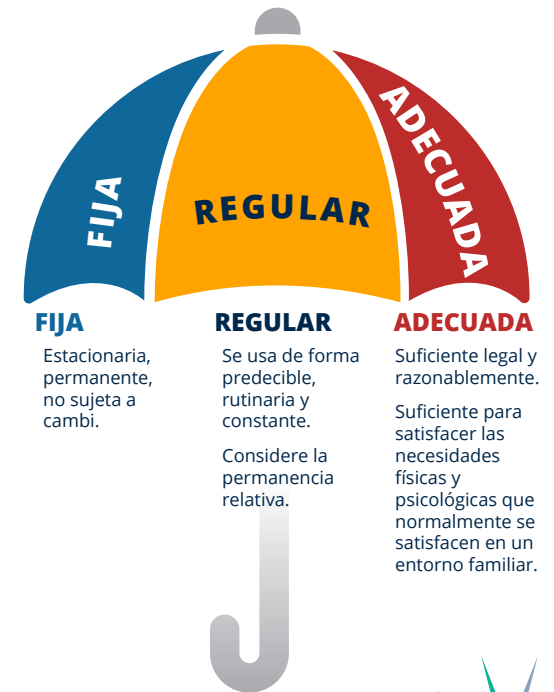 FIJA
REGULAR
ADECUADA
FIJA
Estacionaria,
permanente,
no sujeta a
cambi.
REGULAR
Se usa de forma
predecible,
rutinaria y
constante.
Considere la
permanencia
relativa.
ADECUADA
Suficiente legal y
razonablemente.
Suficiente para
satisfacer las
necesidades
físicas y
psicológicas que
normalmente se
satisfacen en un
entorno familiar.